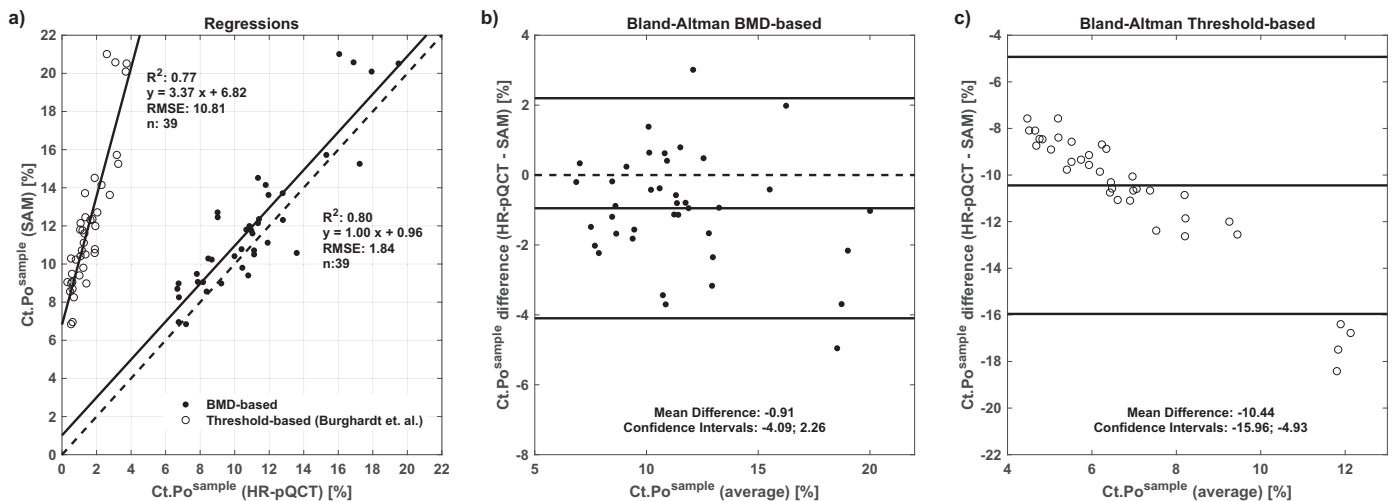 a)
Regressions
22
20
18
16
14
12
10
8
6
4
2
0
Ct.Po^sample (SAM) [%]
R²: 0.77
y = 3.37 x + 6.82
RMSE: 10.81
n: 39
R²: 0.80
y = 1.00 x + 0.96
RMSE: 1.84
n:39
BMD-based
Threshold-based (Burghardt et. al.)
0 2 4 6 8 10 12 14 16 18 20 22
Ct.Po^sample (HR-pQCT) [%]
b)
Bland-Altman BMD-based
4
2
0
-2
-4
-6
-8
Ct.Po^sample difference (HR-pQCT - SAM) [%]
Mean Difference: -0.91
Confidence Intervals: -4.09; 2.26
5 10 15 20
Ct.Po^sample (average) [%]
c)
Bland-Altman Threshold-based
-4
-6
-8
-10
-12
-14
-16
-18
-20
-22
Ct.Po^sample difference (HR-pQCT - SAM) [%]
Mean Difference: -10.44
Confidence Intervals: -15.96; -4.93
4 6 8 10 12
Ct.Po^sample (average) [%]